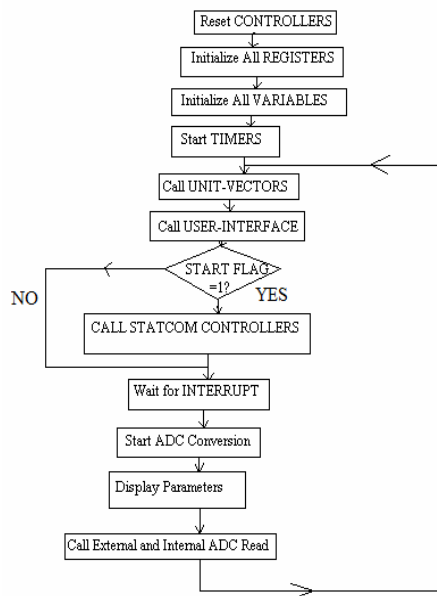 Reset CONTROLLERS
Initialize All REGISTERS
Initialize All VARIABLES
Start TIMERS
Call UNIT-VECTORS
Call USER-INTERFACE
START FLAG
=1?
NO
YES
CALL STATCOM CONTROLLERS
Wait for INTERRUPT
Start ADC Conversion
Display Parameters
Call External and Internal ADC Read